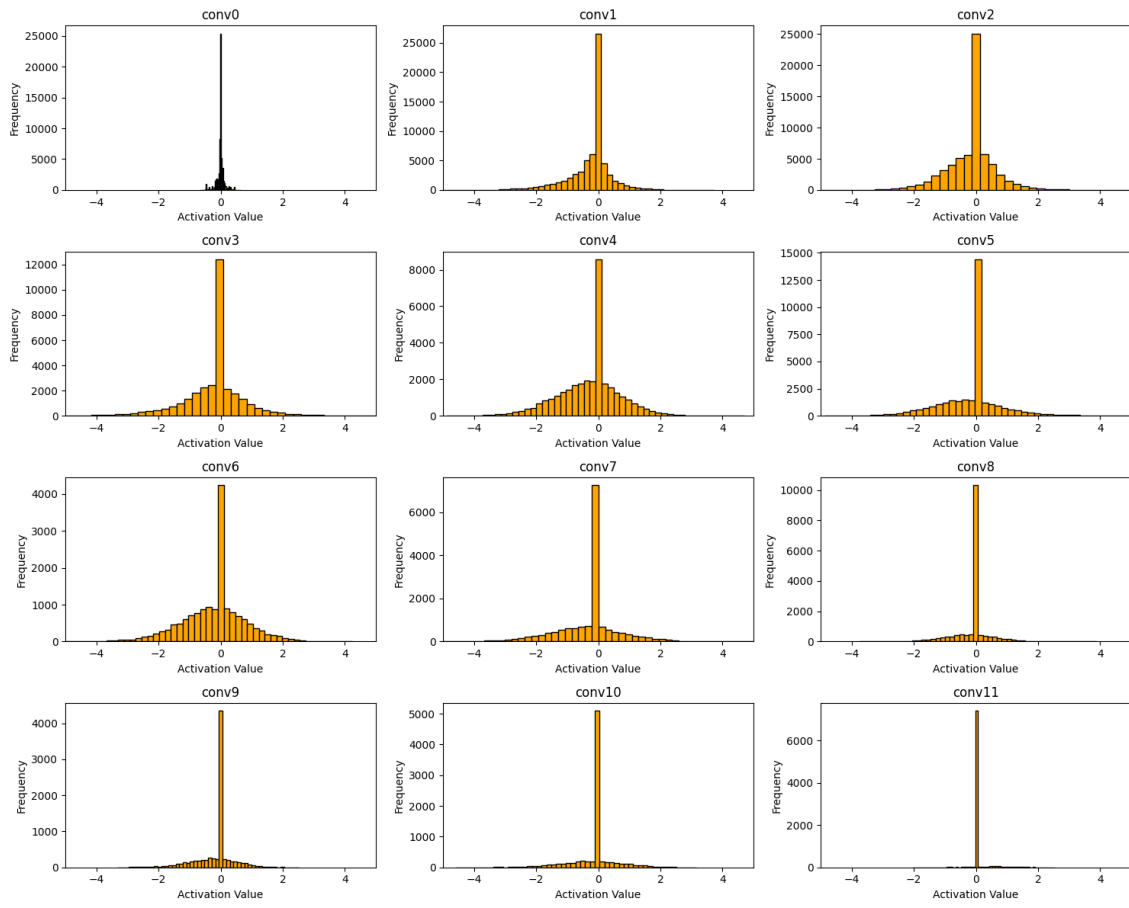 conv0
conv1
conv2
25000
20000
15000
10000
5000
0
Frequency
−4 −2 0 2 4
Activation Value
25000
20000
15000
10000
5000
0
Frequency
−4 −2 0 2 4
Activation Value
25000
20000
15000
10000
5000
0
Frequency
−4 −2 0 2 4
Activation Value
conv3
conv4
conv5
12000
10000
8000
6000
4000
2000
0
Frequency
−4 −2 0 2 4
Activation Value
8000
6000
4000
2000
0
Frequency
−4 −2 0 2 4
Activation Value
15000
12500
10000
7500
5000
2500
0
Frequency
−4 −2 0 2 4
Activation Value
conv6
conv7
conv8
4000
3000
2000
1000
0
Frequency
−4 −2 0 2 4
Activation Value
6000
4000
2000
0
Frequency
−4 −2 0 2 4
Activation Value
10000
8000
6000
4000
2000
0
Frequency
−4 −2 0 2 4
Activation Value
conv9
conv10
conv11
4000
3000
2000
1000
0
Frequency
−4 −2 0 2 4
Activation Value
5000
4000
3000
2000
1000
0
Frequency
−4 −2 0 2 4
Activation Value
6000
4000
2000
0
Frequency
−4 −2 0 2 4
Activation Value